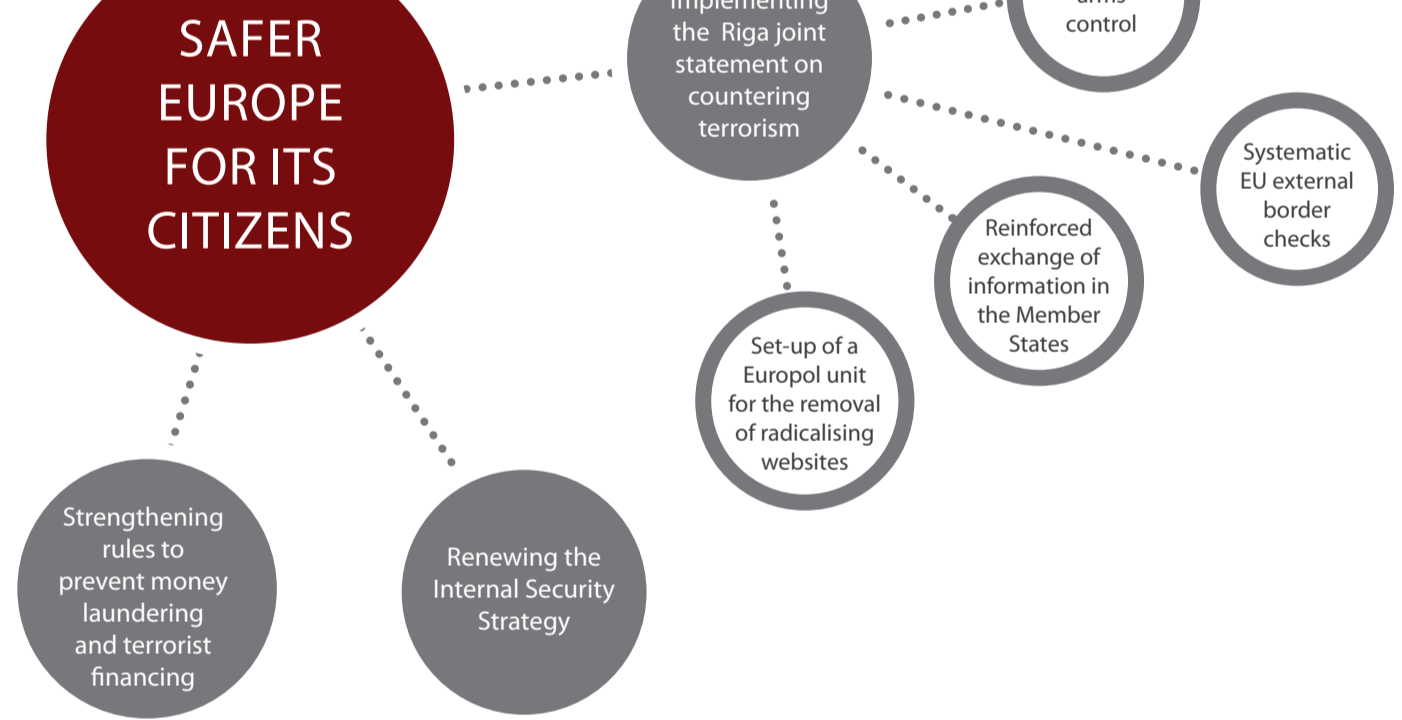 SAFER
EUROPE
FOR ITS
CITIZENS
Implementing
the Riga joint
statement on
countering
terrorism
arms
control
Systematic
EU external
border
checks
Reinforced
exchange of
information in
the Member
States
Set-up of a
Europol unit
for the removal
of radicalising
websites
Strengthening
rules to
prevent money
laundering
and terrorist
financing
Renewing the
Internal Security
Strategy